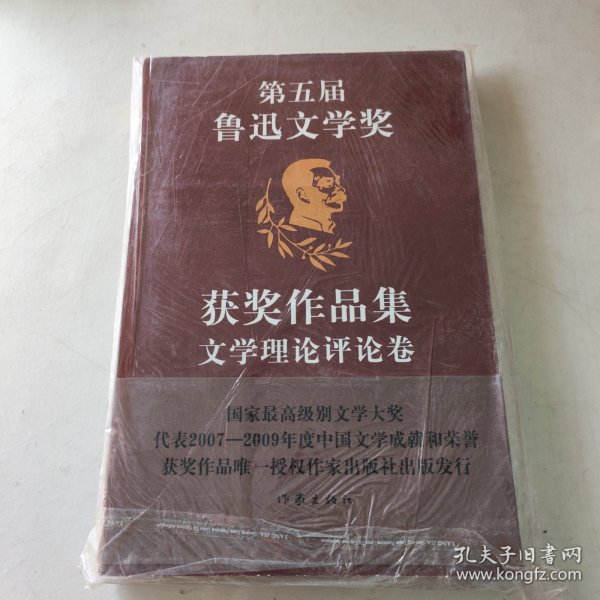 第五届
鲁迅文学奖
获奖作品集
文学理论评论卷
国家最高级别文学大奖
代表2007—2009年度中国文学成就和荣誉
获奖作品唯一授权作家出版社出版发行
作家出版社
孔夫子旧书网
www.kongfz.com